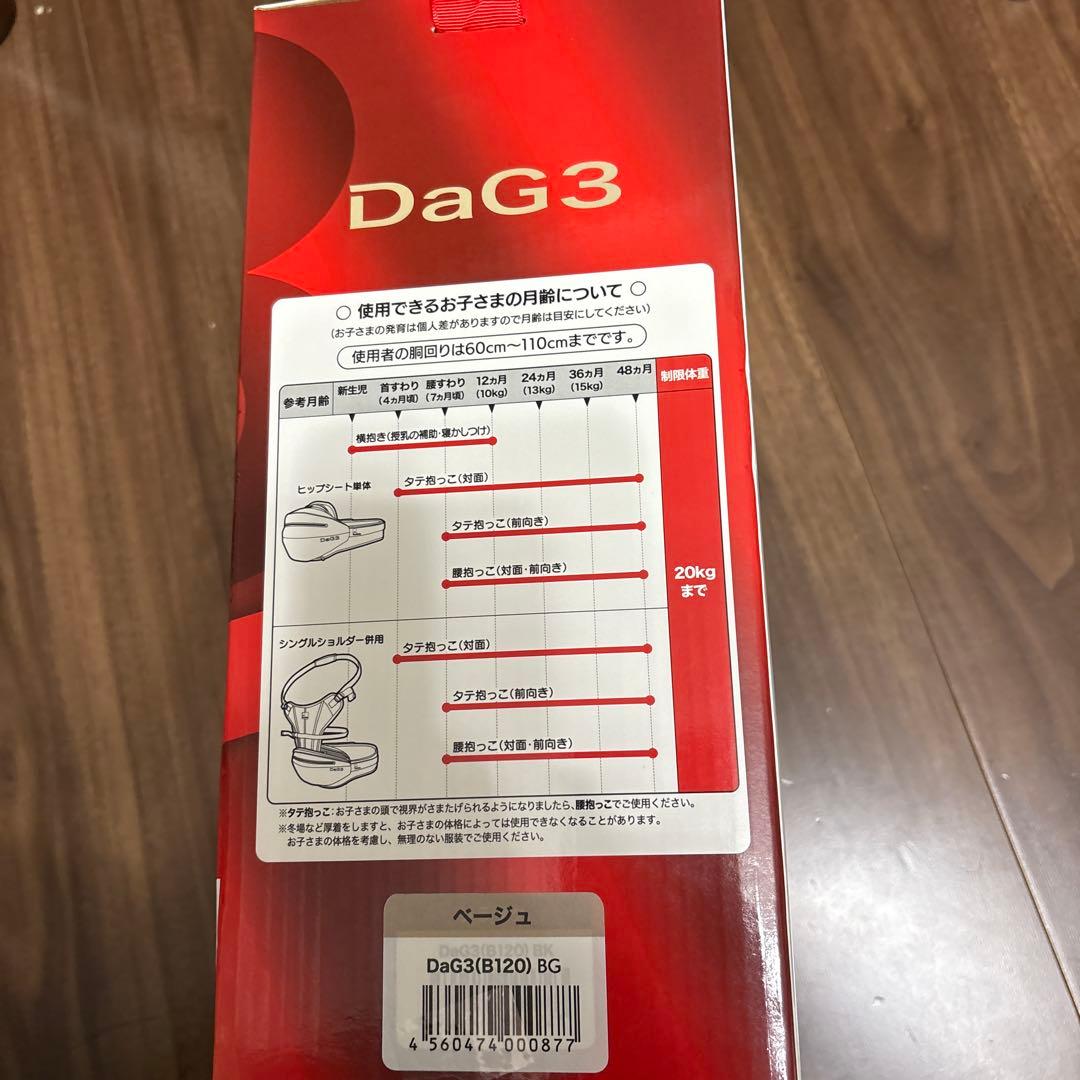 DaG3
○ 使用できるお子さまの月齢について ○
(お子さまの発育は個人差がありますので月齢は目安にしてください)
使用者の胴回りは60cm〜110cmまでです。
参考月齢 新生児 首すわり (4ヵ月頃) 腰すわり (7ヵ月頃) 12ヵ月 (10kg) 24ヵ月 (13kg) 36ヵ月 (15kg) 48ヵ月 制限体重
横抱き(授乳の補助・寝かしつけ)
ヒップシート単体
タテ抱っこ(対面)
DaG3
タテ抱っこ(前向き)
腰抱っこ(対面・前向き)
20kg
まで
シングルショルダー併用
タテ抱っこ(対面)
タテ抱っこ(前向き)
腰抱っこ(対面・前向き)
DaG3
※タテ抱っこ:お子さまの頭で視界がさまたげられるようになりましたら、腰抱っこでご使用ください。
※冬場など厚着をしますと、お子さまの体格によっては使用できなくなることがあります。
お子さまの体格を考慮し、無理のない服装でご使用ください。
ベージュ
DaG3(B120) BK
DaG3(B120) BG
4 560474 000877